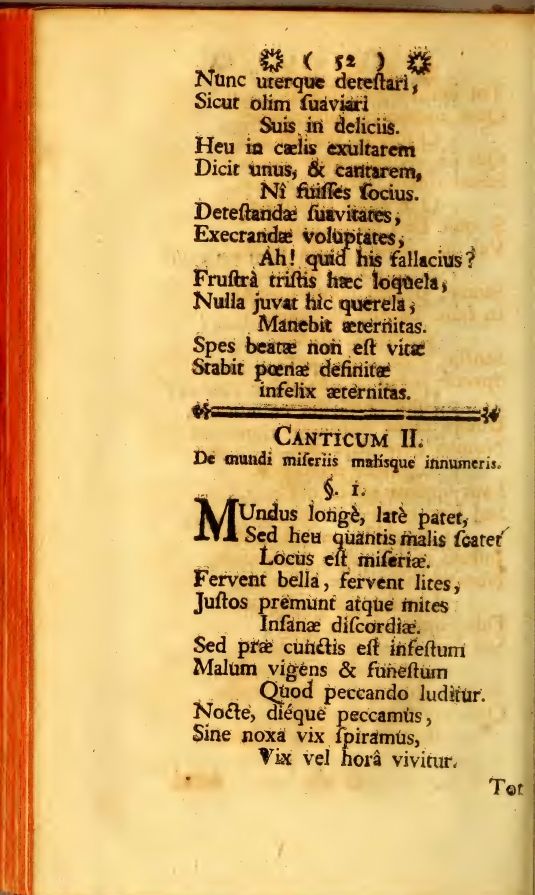 ( 52 )
Nunc uterque deteſtari,
Sicut olim ſuaviari
Suis in deliciis.
Heu in cælis exultarem
Dicit unus, & cantarem,
Nî fuiſſes ſocius.
Deteſtandæ ſuavitates,
Execrandæ voluptates,
Ah! quid his fallacius?
Fruſtrà triſtis hæc loquela,
Nulla juvat hîc querela,
Manebit æternitas.
Spes beatæ non eſt vitæ
Stabit pœnæ definitæ
infelix æternitas.
CANTICUM II.
De mundi miſeriis maliſque innumeris.
§. 1.
MUndus longè, latè patet,
Sed heu quantis malis ſcatet
Locus eſt miſeriæ.
Fervent bella, fervent lites,
Juſtos premunt atque mites
Inſanæ diſcordiæ.
Sed præ cunctis eſt infeſtum
Malum vigens & funeſtum
Quod peccando luditur.
Nocte, diéque peccamus,
Sine noxa vix ſpiramus,
Vix vel horâ vivitur.
Tot